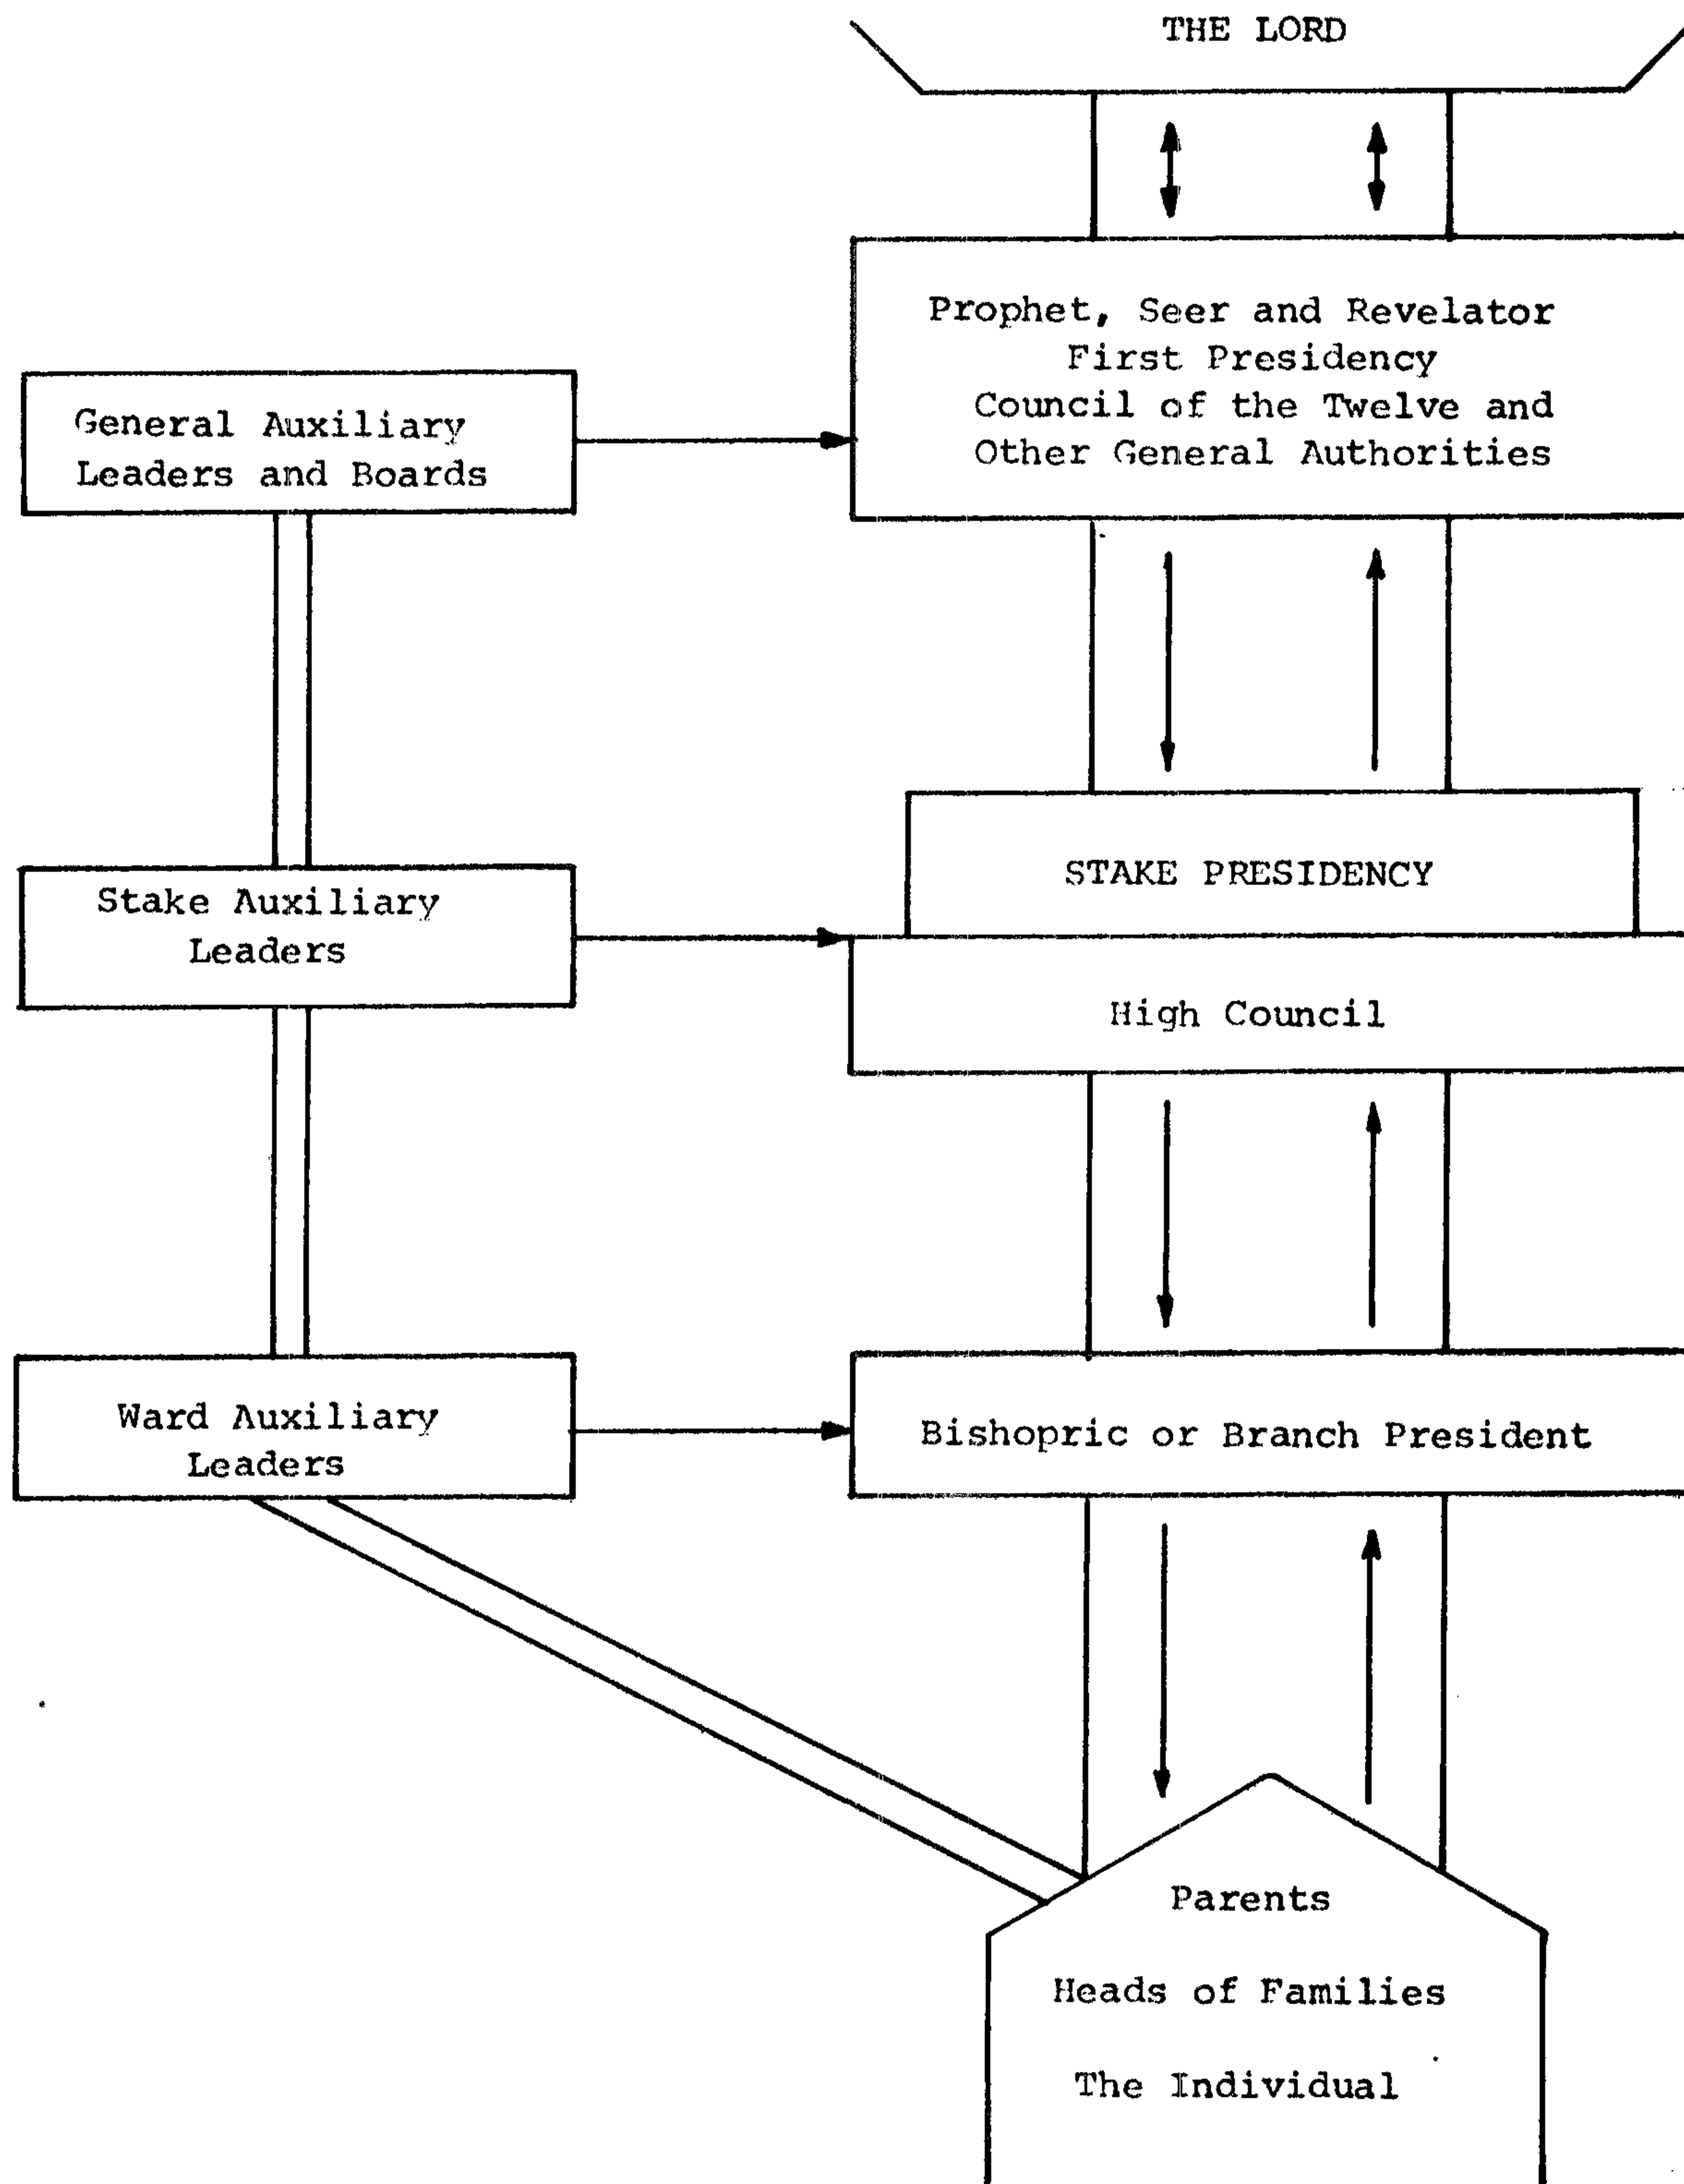 THE LORD
Prophet, Seer and Revelator
First Presidency
Council of the Twelve and
Other General Authorities
General Auxiliary
Leaders and Boards
STAKE PRESIDENCY
Stake Auxiliary
Leaders
High Council
Ward Auxiliary
Leaders
Bishopric or Branch President
Parents
Heads of Families
The Individual